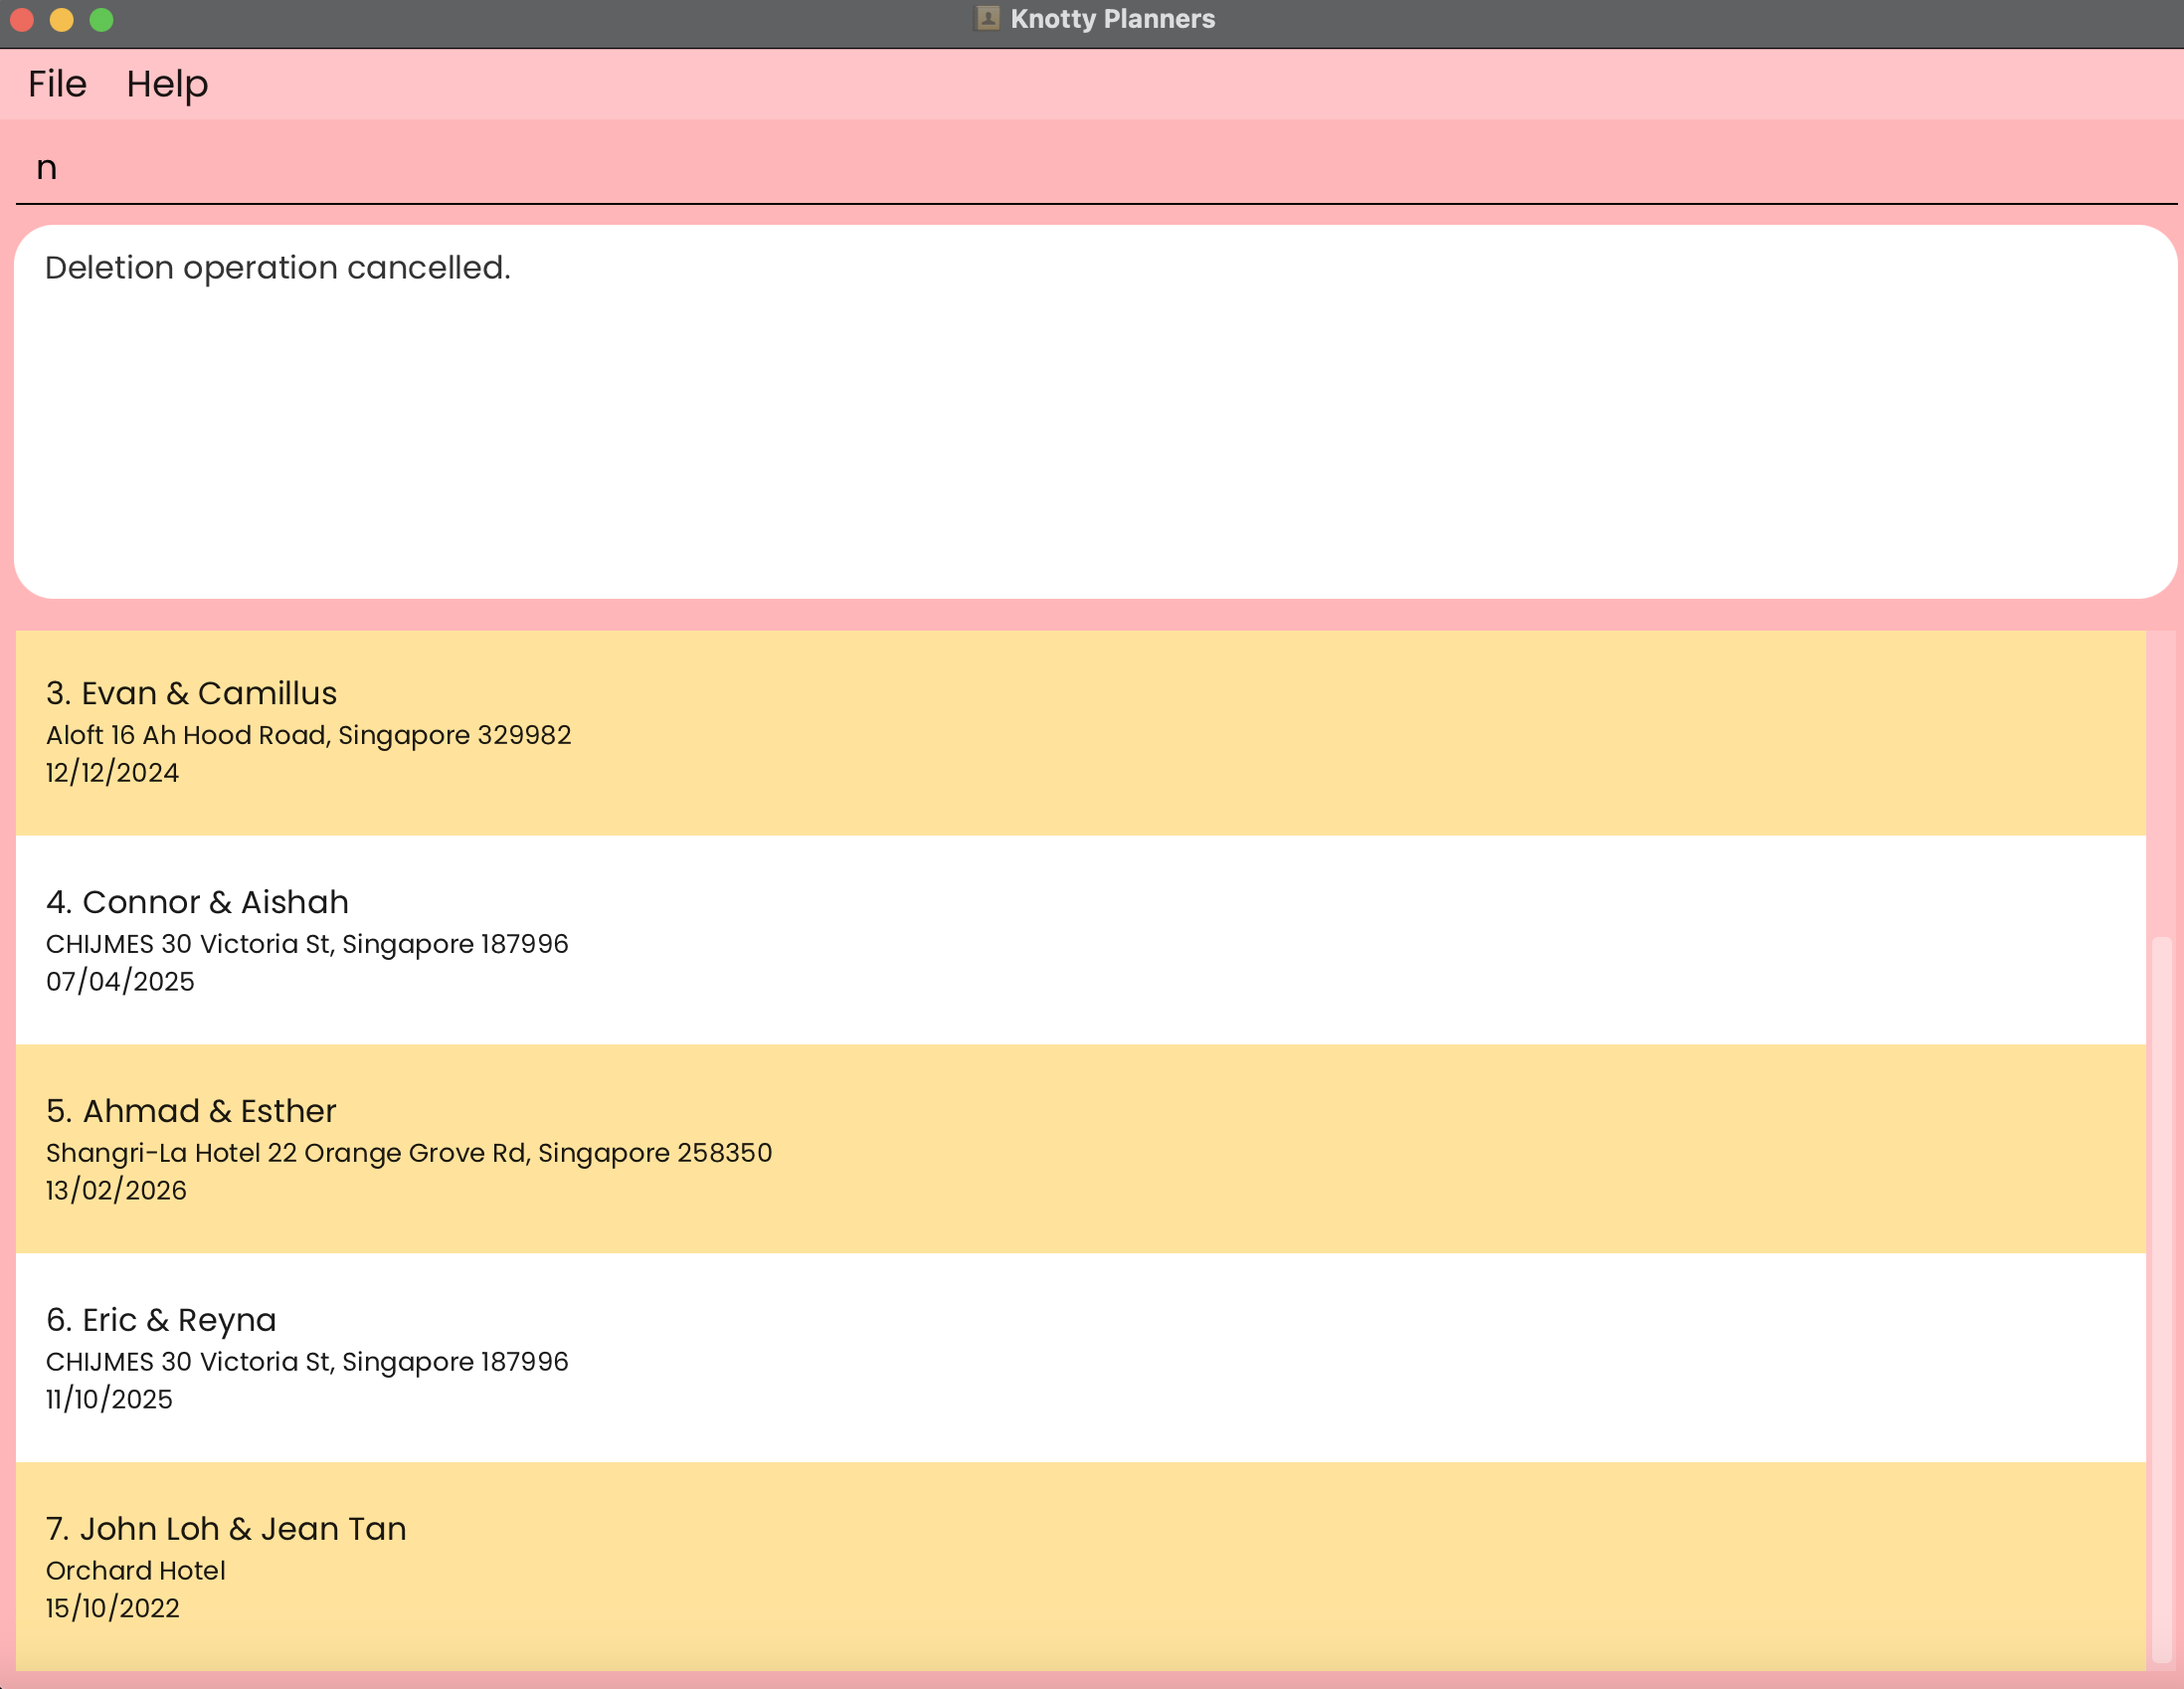 Knotty Planners
File Help
n
Deletion operation cancelled.
3. Evan & Camillus
Aloft 16 Ah Hood Road, Singapore 329982
12/12/2024
4. Connor & Aishah
CHIJMES 30 Victoria St, Singapore 187996
07/04/2025
5. Ahmad & Esther
Shangri-La Hotel 22 Orange Grove Rd, Singapore 258350
13/02/2026
6. Eric & Reyna
CHIJMES 30 Victoria St, Singapore 187996
11/10/2025
7. John Loh & Jean Tan
Orchard Hotel
15/10/2022